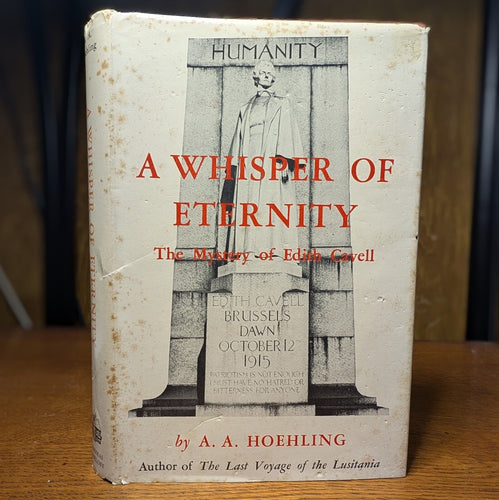 HUMANITY
A WHISPER OF
ETERNITY
The Mystery of Edith Cavell
EDITH CAVELL
BRUSSELS
DAWN
OCTOBER 12
1915
PATRIOTISM IS NOT ENOUGH
I MUST HAVE NO HATRED OR
BITTERNESS FOR ANYONE
by A. A. HOEHLING
Author of The Last Voyage of the Lusitania
A WHISPER OF ETERNITY